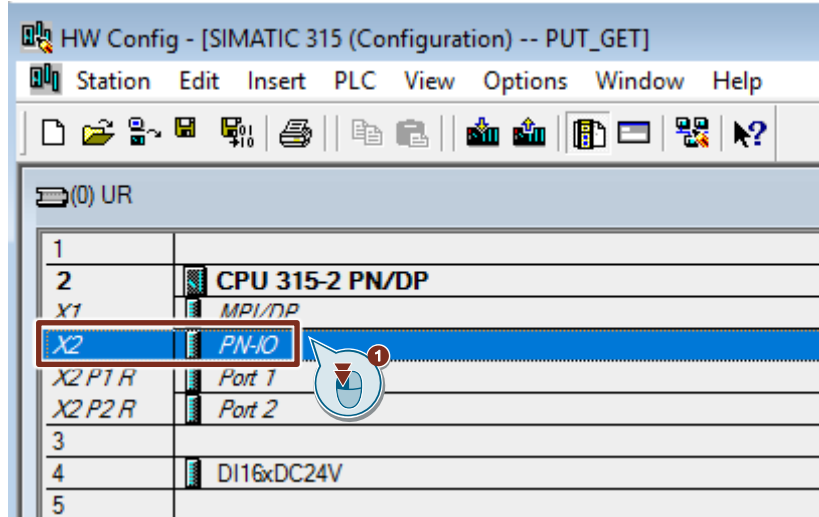 HW Config - [SIMATIC 315 (Configuration) -- PUT_GET]
Station Edit Insert PLC View Options Window Help
(0) UR
1
2 CPU 315-2 PN/DP
X1 MPI/DP
X2 PN-IO
1
X2 P1 R Port 1
X2 P2 R Port 2
3
4 DI16xDC24V
5